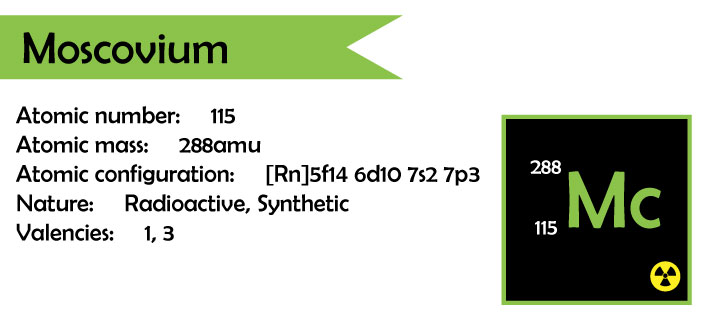 Moscovium
Atomic number: 115
Atomic mass: 288amu
Atomic configuration: [Rn]5f14 6d10 7s2 7p3
Nature: Radioactive, Synthetic
Valencies: 1, 3
288
Mc
115